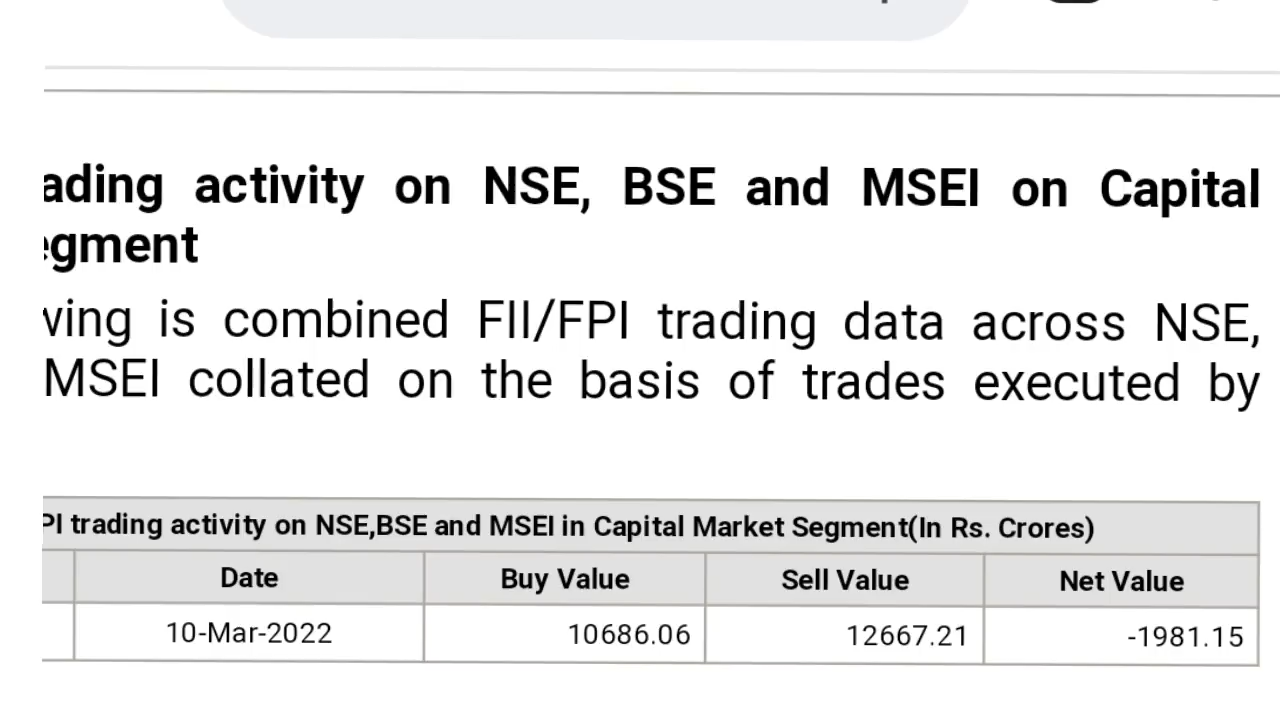 ading activity on NSE, BSE and MSEI on Capital
egment
wing is combined FII/FPI trading data across NSE,
MSEI collated on the basis of trades executed by
PI trading activity on NSE,BSE and MSEI in Capital Market Segment(In Rs. Crores)
Date Buy Value Sell Value Net Value
10-Mar-2022 10686.06 12667.21 -1981.15